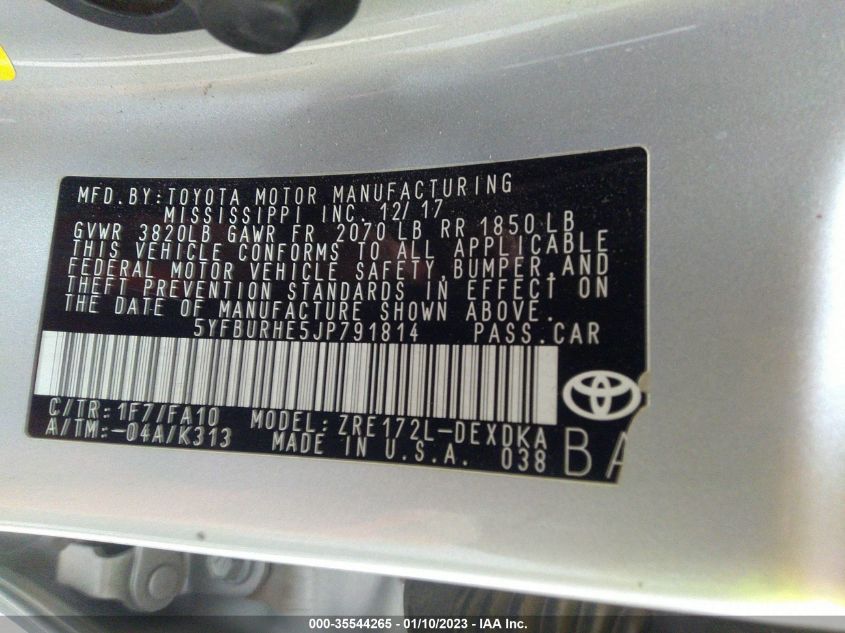 MFD.BY:TOYOTA MOTOR MANUFACTURING
MISSISSIPPI INC. 12/17
GVWR 3820LB GAWR FR 2070LB RR 1850LB
THIS VEHICLE CONFORMS TO ALL APPLICABLE
FEDERAL MOTOR VEHICLE SAFETY,BUMPER,AND
THEFT PREVENTION STANDARDS IN EFFECT ON
THE DATE OF MANUFACTURE SHOWN ABOVE.
5YFBURHE5JP791814 PASS.CAR
C/TR:1F7/FA10 MODEL:ZRE172L-DEXDKA
A/TM:-04A/K313 MADE IN U.S.A. 038 BA
000-35544265 - 01/10/2023 - IAA Inc.